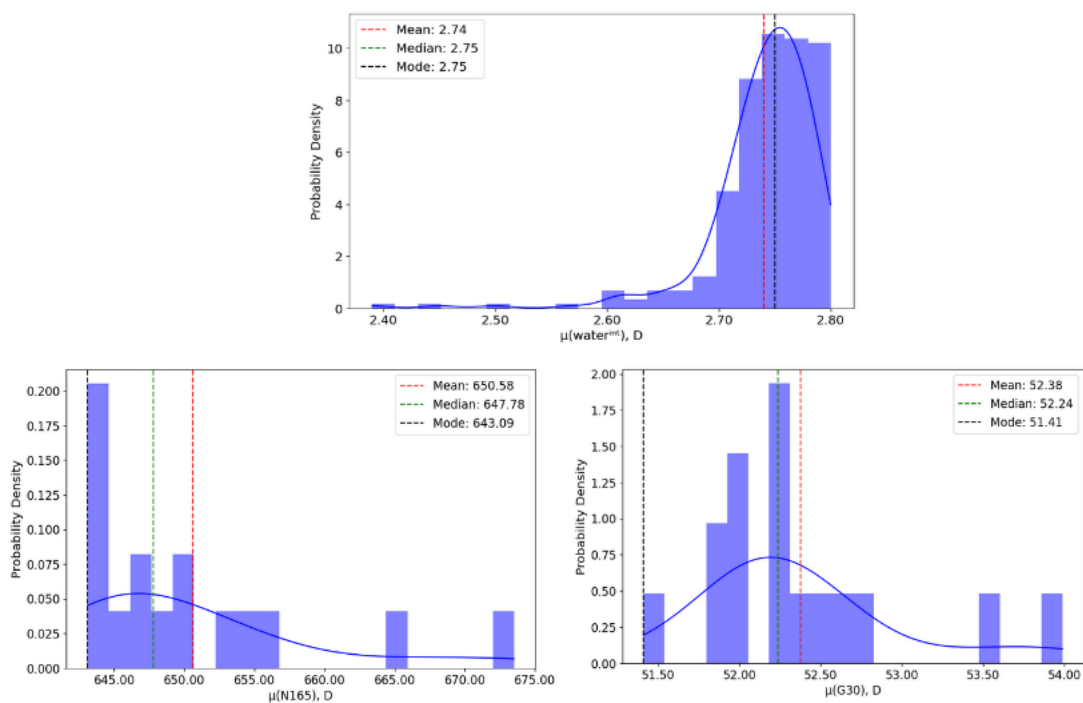 Mean: 2.74
Median: 2.75
Mode: 2.75
Probability Density
10
8
6
4
2
0
2.40
2.50
2.60
2.70
2.80
μ(waterⁱⁿᵗ), D
Mean: 650.58
Median: 647.78
Mode: 643.09
Probability Density
0.200
0.175
0.150
0.125
0.100
0.075
0.050
0.025
0.000
645.00
650.00
655.00
660.00
665.00
670.00
675.00
μ(N165), D
Mean: 52.38
Median: 52.24
Mode: 51.41
Probability Density
2.00
1.75
1.50
1.25
1.00
0.75
0.50
0.25
0.00
51.50
52.00
52.50
53.00
53.50
54.00
μ(G30), D